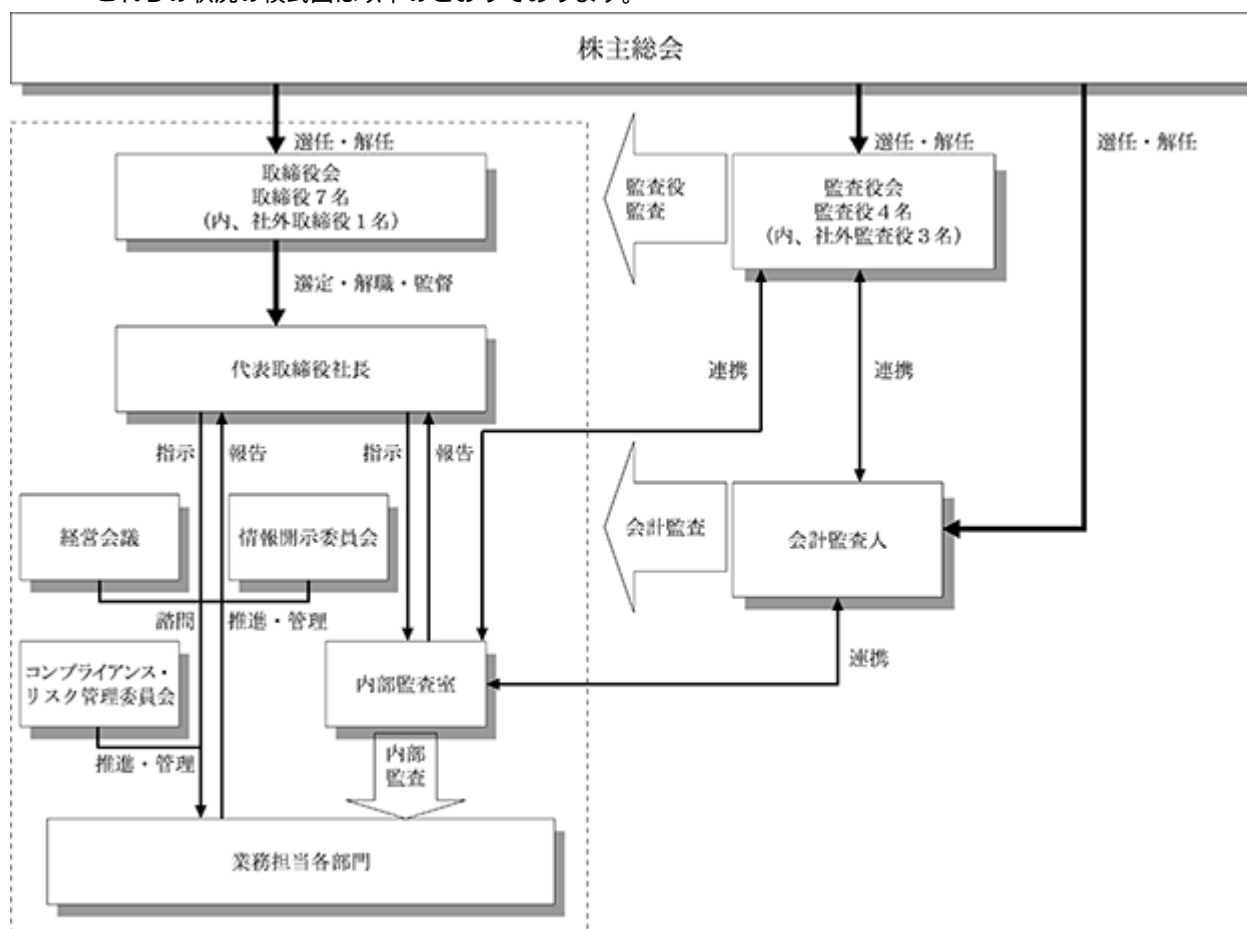 株主総会
選任・解任
選任・解任
選任・解任
取締役会
取締役7名
(内、社外取締役1名)
監査役
監査
監査役会
監査役4名
(内、社外監査役3名)
選定・解職・監督
代表取締役社長
連携
連携
指示
報告
指示
報告
経営会議
情報開示委員会
会計監査
会計監査人
諮問
推進・管理
コンプライアンス・
リスク管理委員会
内部監査室
連携
推進・管理
内部
監査
業務担当各部門